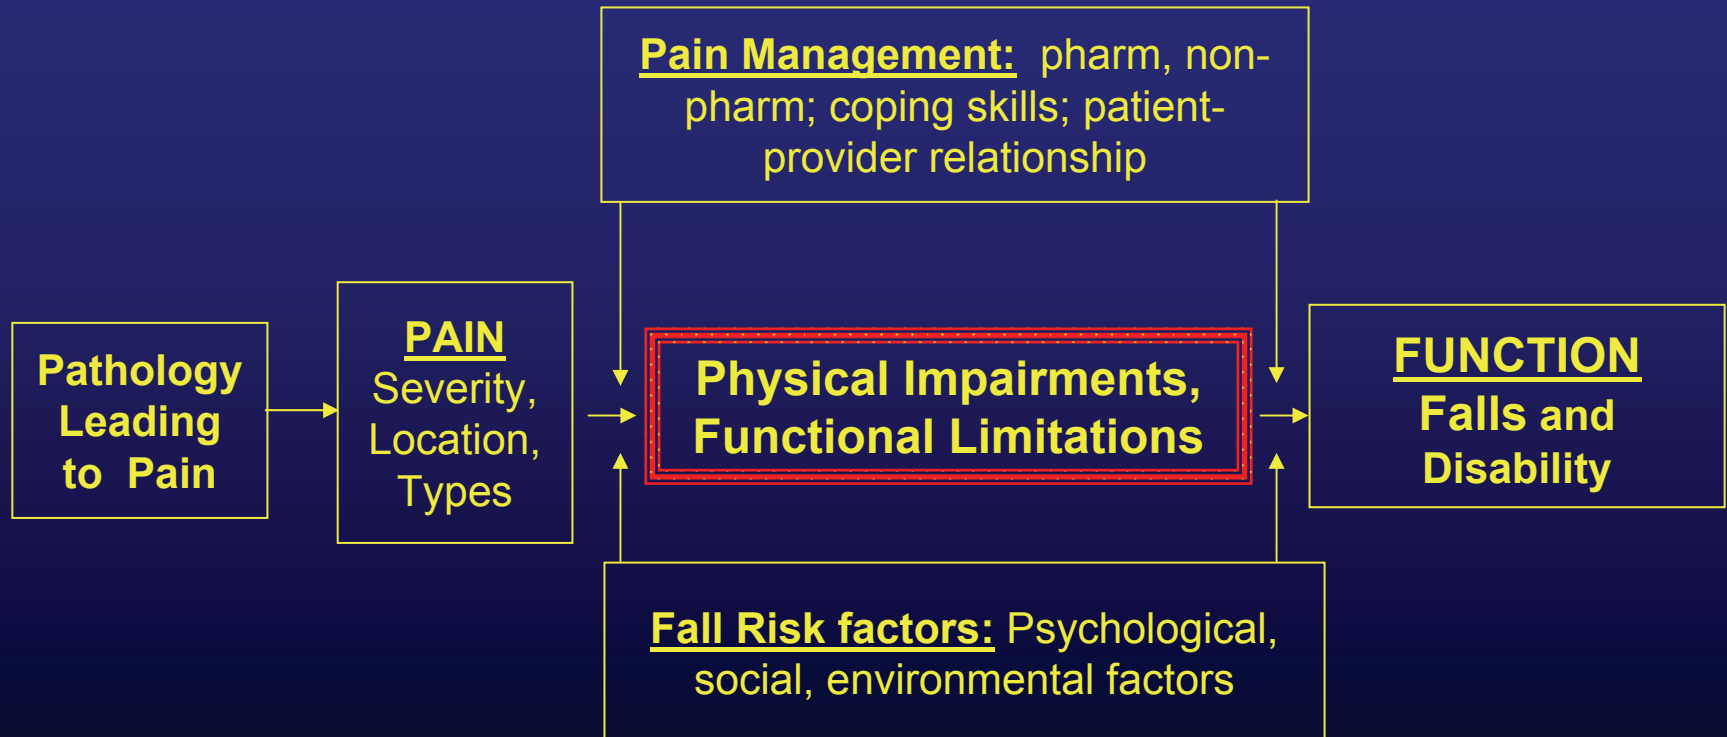 Pain Management: pharm, non-
pharm; coping skills; patient-
provider relationship
Pathology
Leading
to Pain
PAIN
Severity,
Location,
Types
Physical Impairments,
Functional Limitations
FUNCTION
Falls and
Disability
Fall Risk factors: Psychological,
social, environmental factors